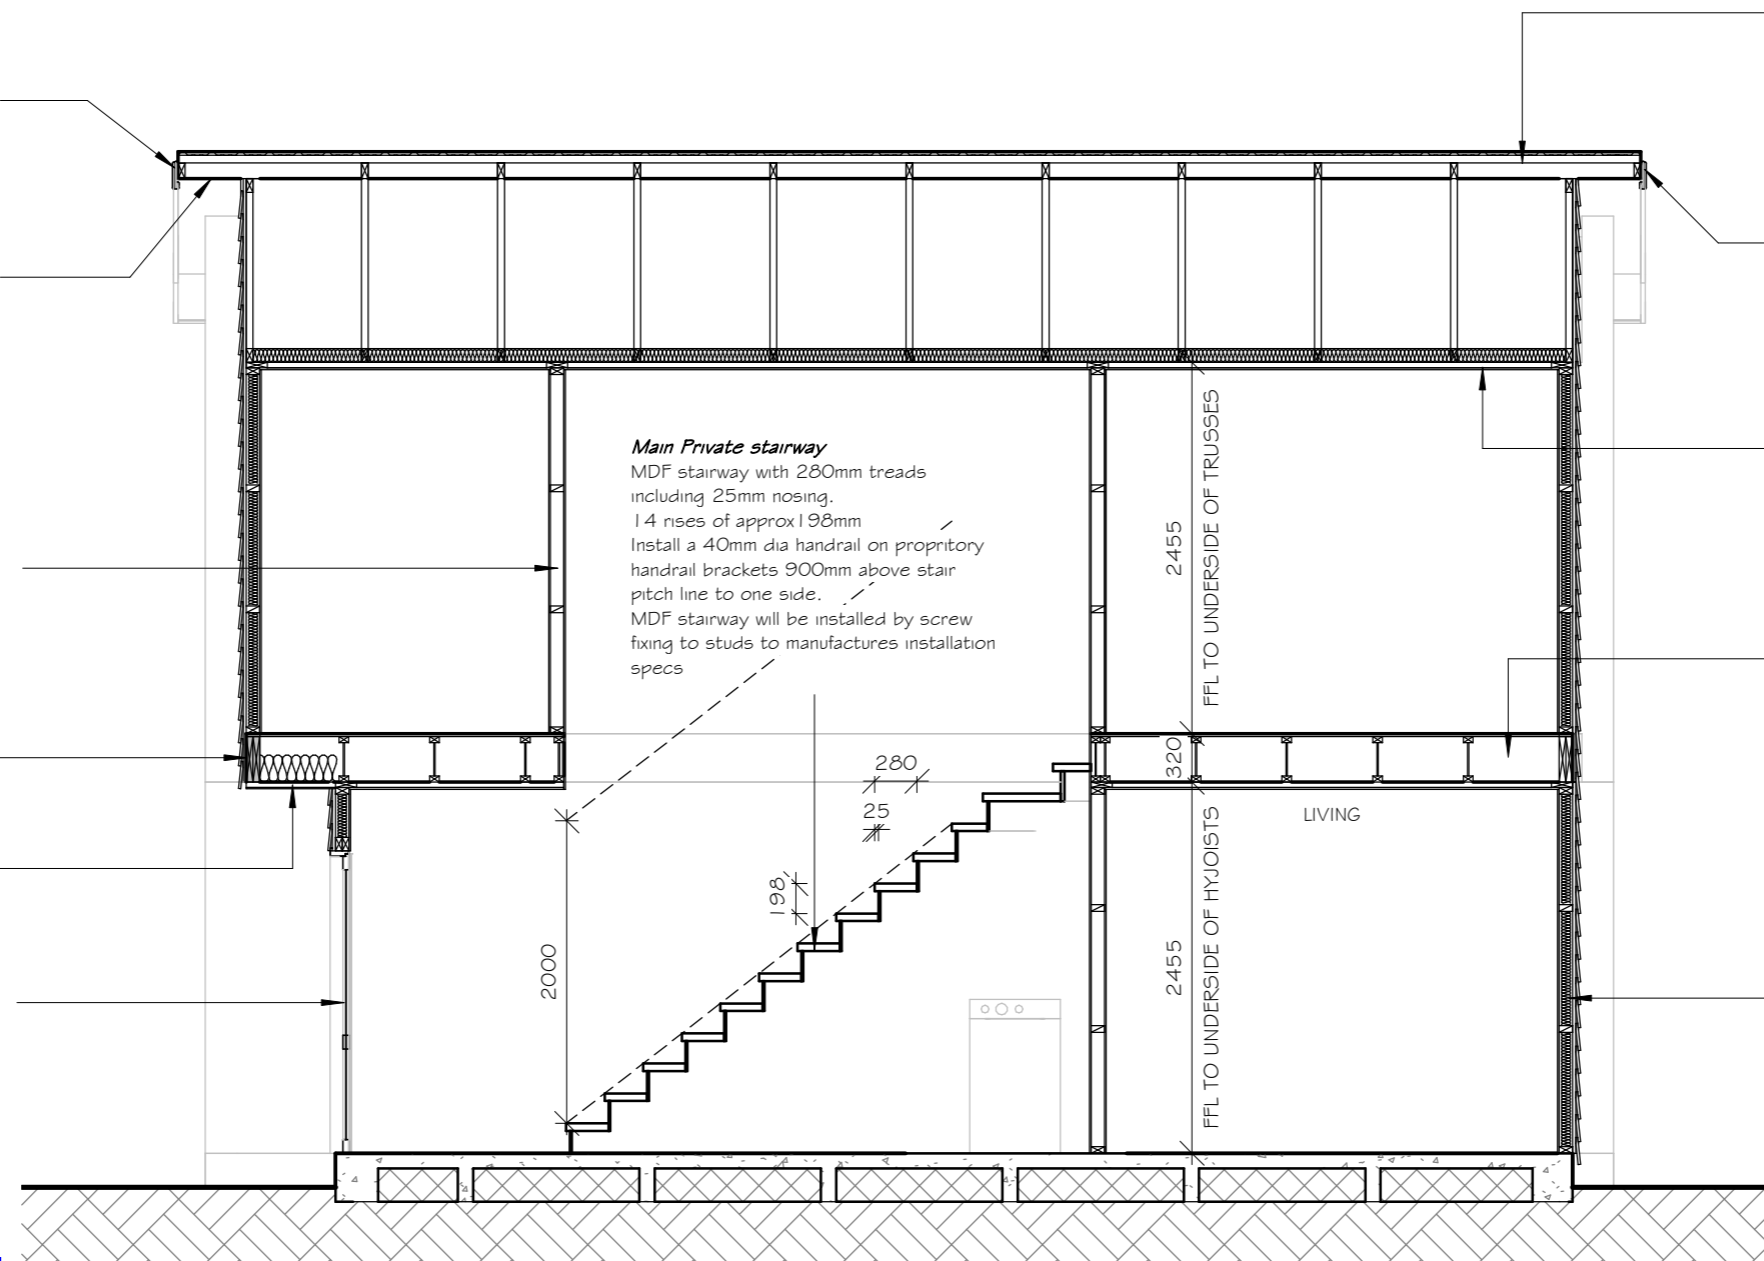 Main Private stairway
MDF stairway with 280mm treads
including 25mm nosing.
14 rises of approx198mm
Install a 40mm dia handrail on propritory
handrail brackets 900mm above stair
pitch line to one side.
MDF stairway will be installed by screw
fixing to studs to manufactures installation
specs
2455
FFL TO UNDERSIDE OF TRUSSES
320
280
25
198
2000
LIVING
2455
FFL TO UNDERSIDE OF HYJOISTS